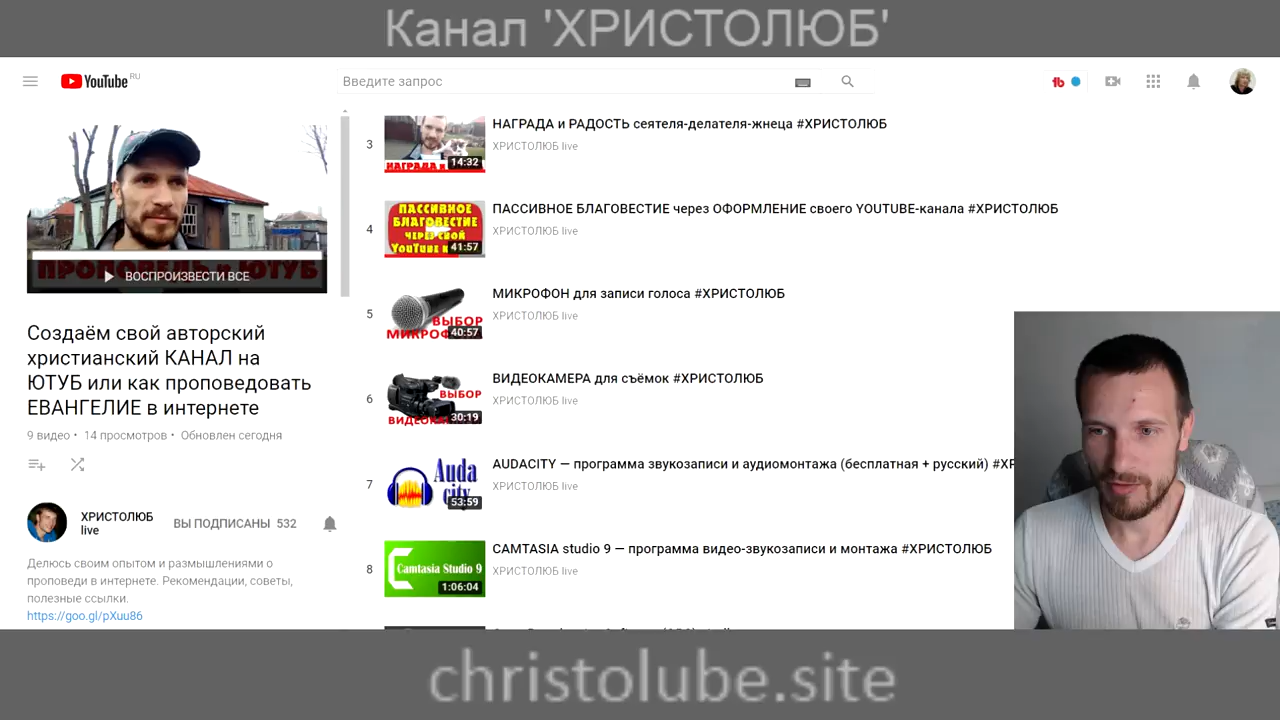 Канал 'ХРИСТОЛЮБ'
YouTube RU
Введите запрос
ВОСПРОИЗВЕСТИ ВСЕ
Создаём свой авторский
христианский КАНАЛ на
ЮТУБ или как проповедовать
ЕВАНГЕЛИЕ в интернете
9 видео • 14 просмотров • Обновлен сегодня
ХРИСТОЛЮБ
live
ВЫ ПОДПИСАНЫ 532
Делюсь своим опытом и размышлениями о
проповеди в интернете. Рекомендации, советы,
полезные ссылки.
https://goo.gl/pXuu86
3
14:32
НАГРАДА и РАДОСТЬ сеятеля-делателя-жнеца #ХРИСТОЛЮБ
ХРИСТОЛЮБ live
4
ПАССИВНОЕ
БЛАГОВЕСТИЕ
ЧЕРЕЗ СВОЙ
YouTube
41:57
ПАССИВНОЕ БЛАГОВЕСТИЕ через ОФОРМЛЕНИЕ своего YOUTUBE-канала #ХРИСТОЛЮБ
ХРИСТОЛЮБ live
5
ВЫБОР
40:57
МИКРОФОН для записи голоса #ХРИСТОЛЮБ
ХРИСТОЛЮБ live
6
ВЫБОР
30:19
ВИДЕОКАМЕРА для съёмок #ХРИСТОЛЮБ
ХРИСТОЛЮБ live
7
Auda
city
53:59
AUDACITY — программа звукозаписи и аудиомонтажа (бесплатная + русский) #ХР
ХРИСТОЛЮБ live
8
Camtasia Studio 9
1:06:04
CAMTASIA studio 9 — программа видео-звукозаписи и монтажа #ХРИСТОЛЮБ
ХРИСТОЛЮБ live
christolube.site